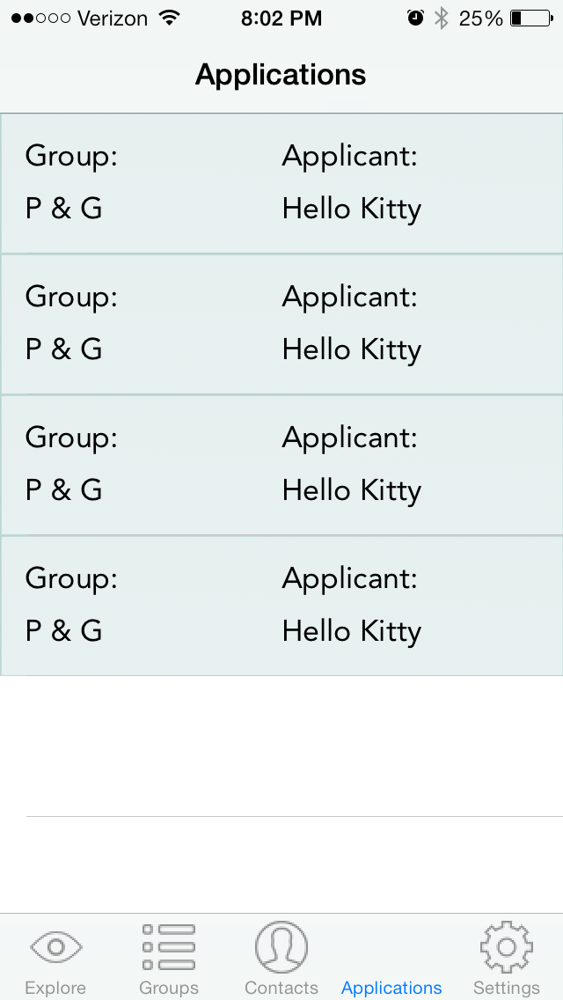 Verizon 8:02 PM 25%
Applications
Group: Applicant:
P & G Hello Kitty
Group: Applicant:
P & G Hello Kitty
Group: Applicant:
P & G Hello Kitty
Group: Applicant:
P & G Hello Kitty
Explore Groups Contacts Applications Settings